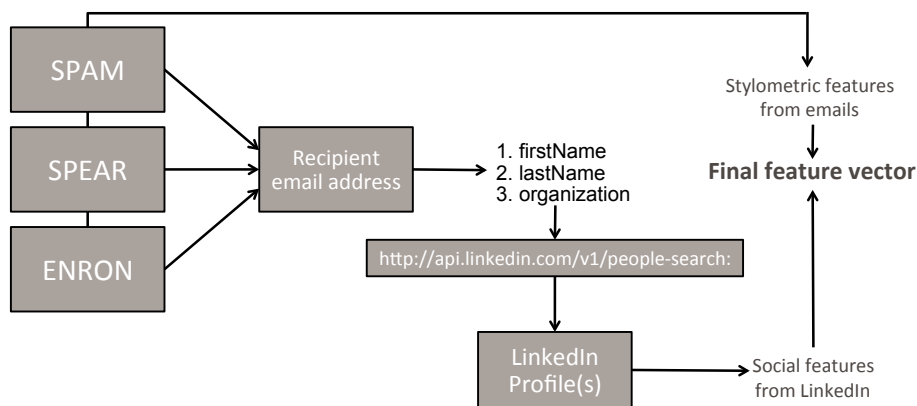 SPAM
SPEAR
ENRON
Recipient
email address
1. firstName
2. lastName
3. organization
http://api.linkedin.com/v1/people-search:
LinkedIn
Profile(s)
Social features
from LinkedIn
Stylometric features
from emails
Final feature vector